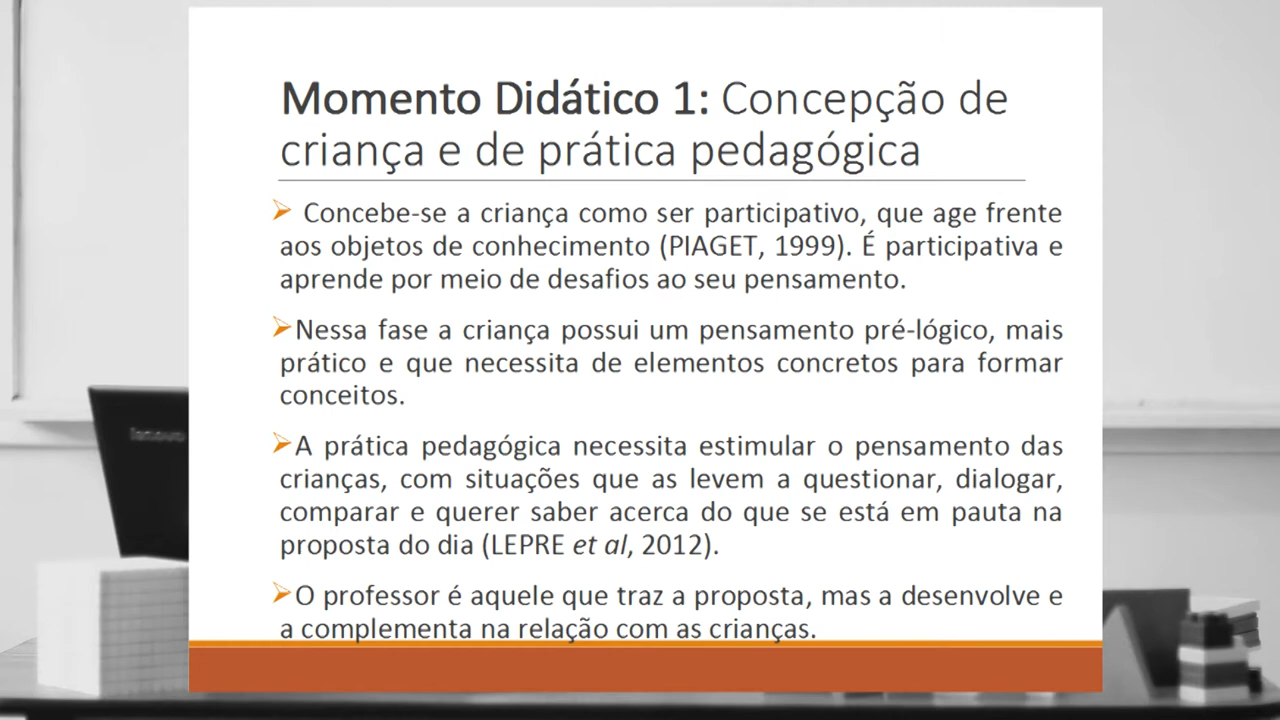 Momento Didático 1: Concepção de
criança e de prática pedagógica
Concebe-se a criança como ser participativo, que age frente
aos objetos de conhecimento (PIAGET, 1999). É participativa e
aprende por meio de desafios ao seu pensamento.
Nessa fase a criança possui um pensamento pré-lógico, mais
prático e que necessita de elementos concretos para formar
conceitos.
A prática pedagógica necessita estimular o pensamento das
crianças, com situações que as levem a questionar, dialogar,
comparar e querer saber acerca do que se está em pauta na
proposta do dia (LEPRE et al, 2012).
O professor é aquele que traz a proposta, mas a desenvolve e
a complementa na relação com as crianças.
lenovo